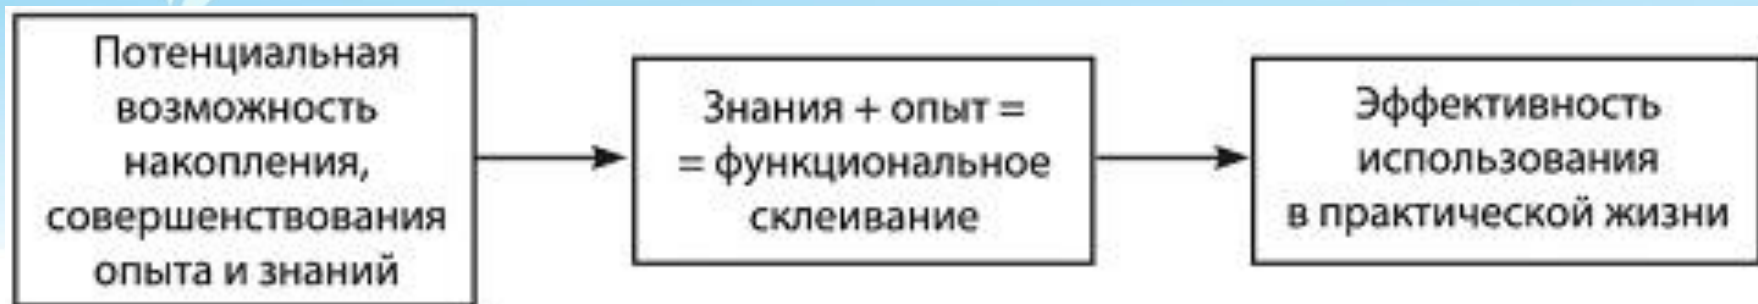 Потенциальная
возможность
накопления,
совершенствования
опыта и знаний
Знания + опыт =
= функциональное
склеивание
Эффективность
использования
в практической жизни